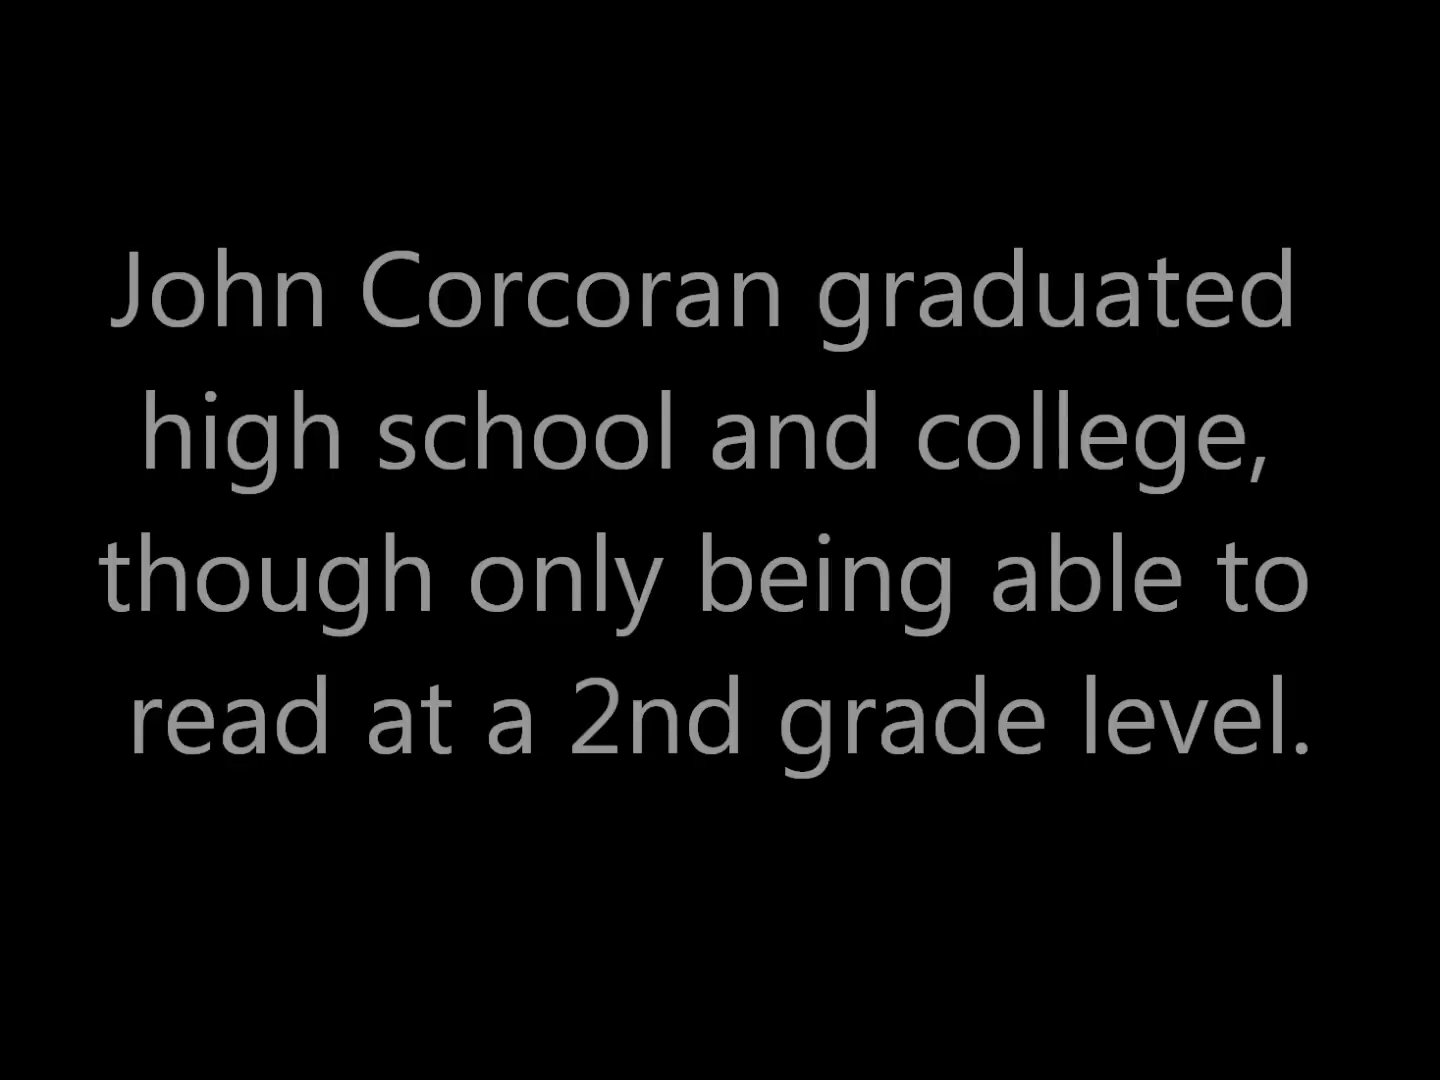 John Corcoran graduated
high school and college,
though only being able to
read at a 2nd grade level.